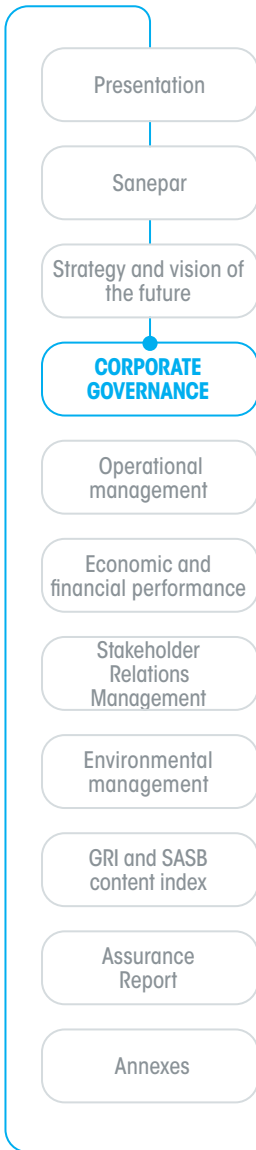 Presentation
Sanepar
Strategy and vision of
the future
CORPORATE
GOVERNANCE
Operational
management
Economic and
financial performance
Stakeholder
Relations
Management
Environmental
management
GRI and SASB
content index
Assurance
Report
Annexes